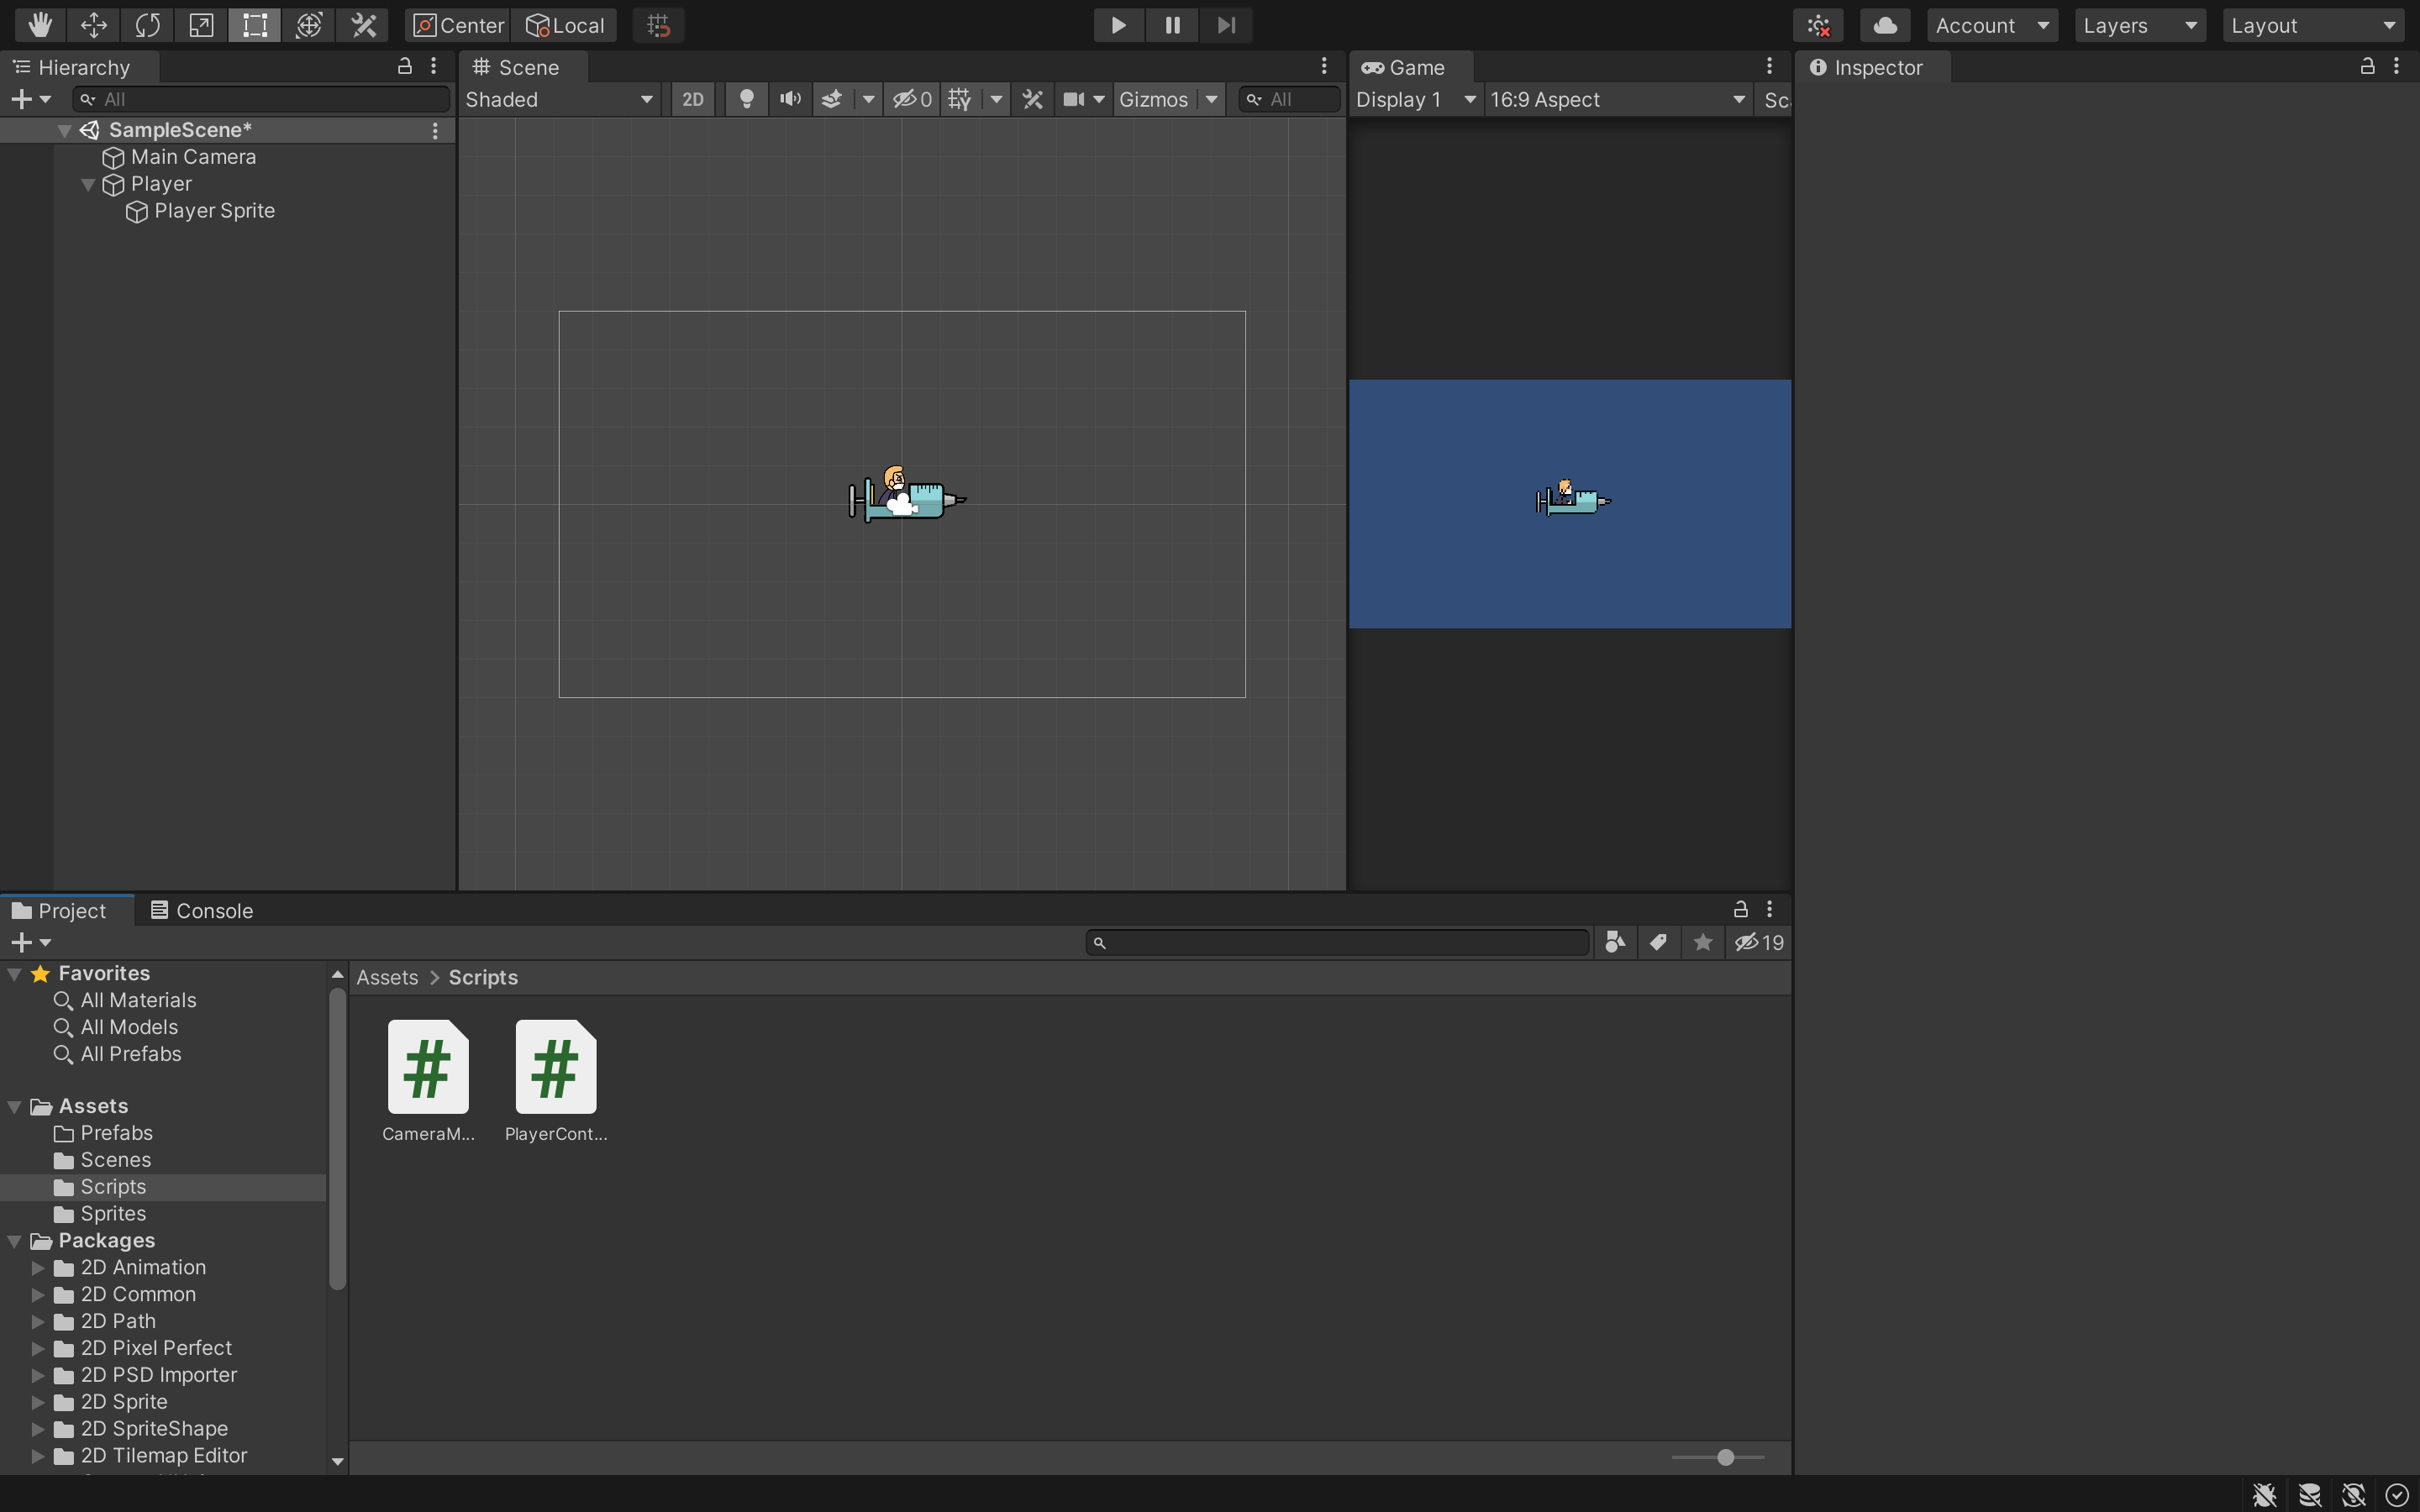 Center Local Account Layers Layout
Hierarchy
All
SampleScene*
Main Camera
Player
Player Sprite
Scene
Shaded 2D 0 Gizmos All
Game
Display 1 16:9 Aspect Sc
Inspector
Project Console
19
Favorites
All Materials
All Models
All Prefabs
Assets
Prefabs
Scenes
Scripts
Sprites
Packages
2D Animation
2D Common
2D Path
2D Pixel Perfect
2D PSD Importer
2D Sprite
2D SpriteShape
2D Tilemap Editor
Assets > Scripts
# #
CameraM... PlayerCont...